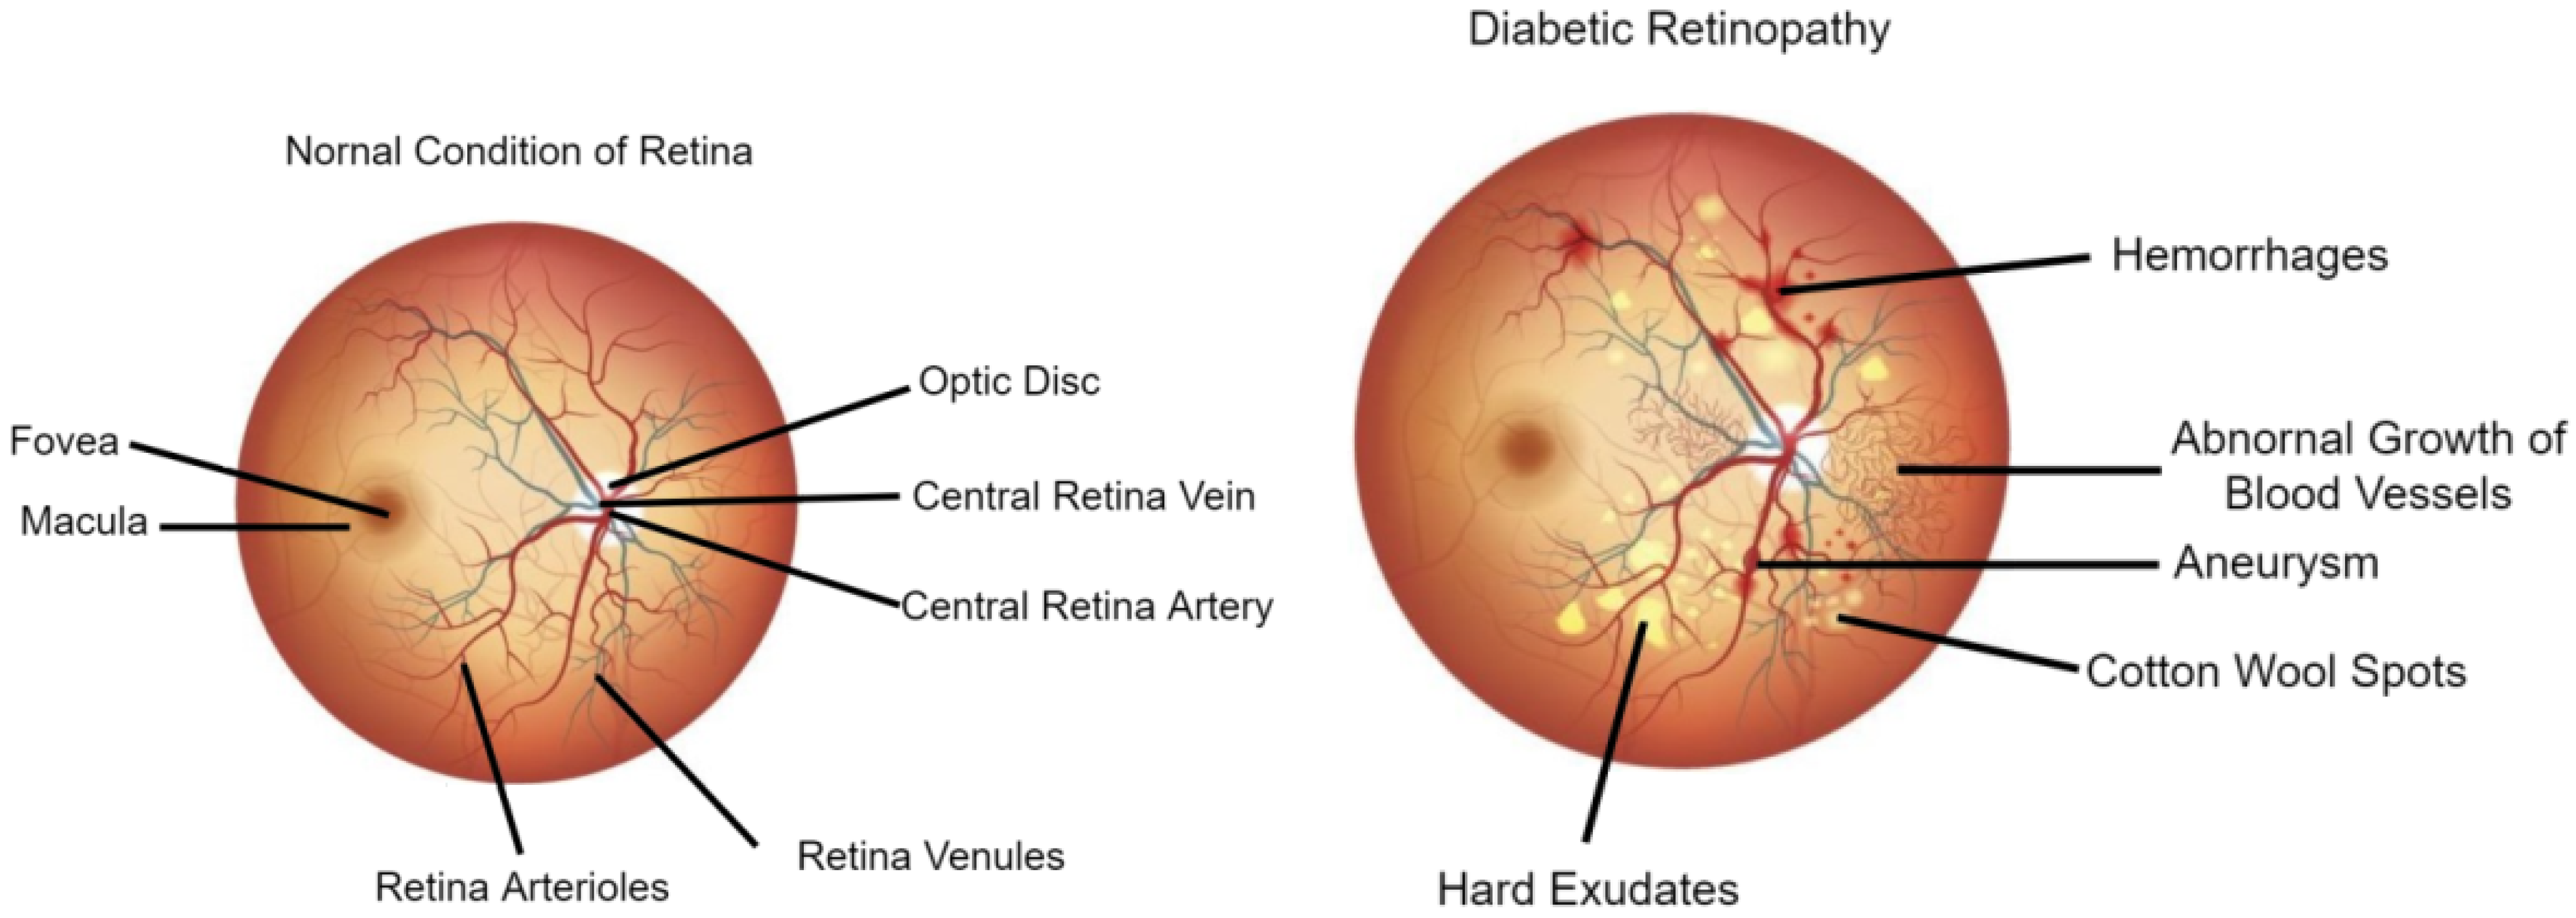 Nornal Condition of Retina
Fovea
Macula
Optic Disc
Central Retina Vein
Central Retina Artery
Retina Venules
Retina Arterioles
Diabetic Retinopathy
Hemorrhages
Abnornal Growth of
Blood Vessels
Aneurysm
Cotton Wool Spots
Hard Exudates